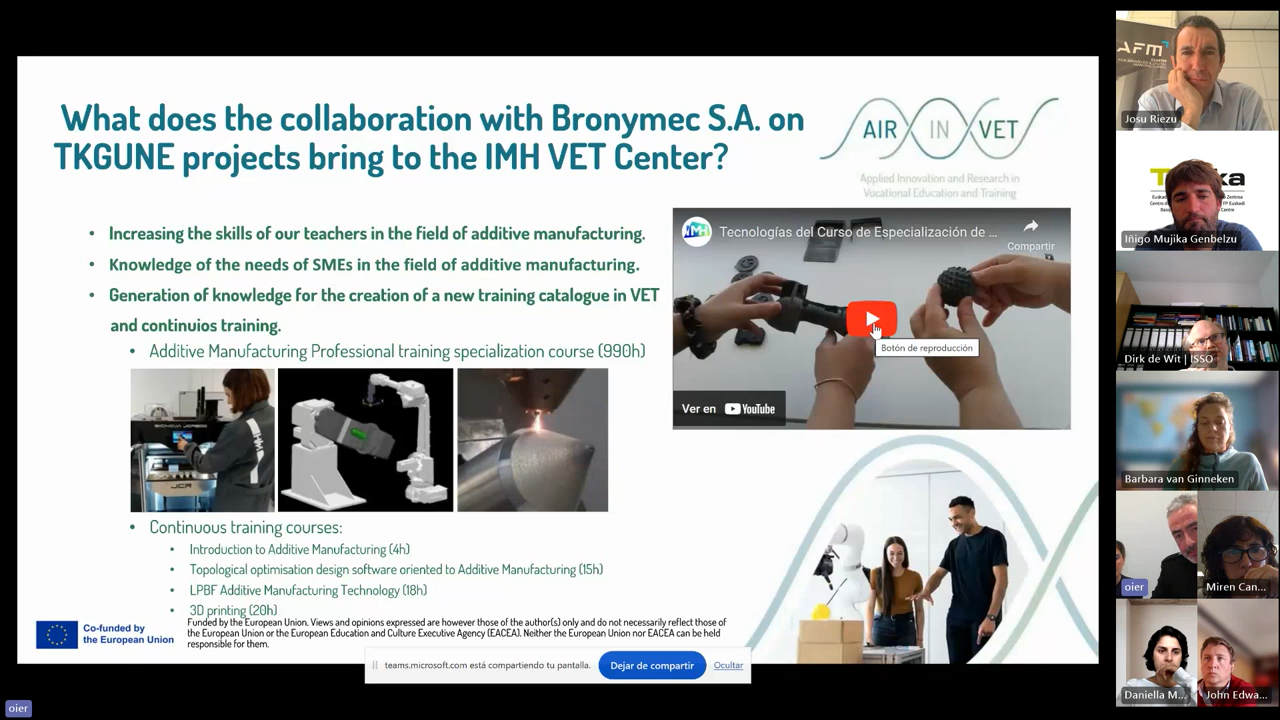 What does the collaboration with Bronymec S.A. on
TKGUNE projects bring to the IMH VET Center?
AIR IN VET
Applied Innovation and Research in
Vocational Education and Training
• Increasing the skills of our teachers in the field of additive manufacturing.
• Knowledge of the needs of SMEs in the field of additive manufacturing.
• Generation of knowledge for the creation of a new training catalogue in VET
and continuios training.
• Additive Manufacturing Professional training specialization course (990h)
IMH
Tecnologías del Curso de Especialización de ...
Compartir
Botón de reproducción
Ver en YouTube
JCR
• Continuous training courses:
• Introduction to Additive Manufacturing (4h)
• Topological optimisation design software oriented to Additive Manufacturing (15h)
• LPBF Additive Manufacturing Technology (18h)
• 3D printing (20h)
Co-funded by
the European Union
Funded by the European Union. Views and opinions expressed are however those of the author(s) only and do not necessarily reflect those of
the European Union or the European Education and Culture Executive Agency (EACEA). Neither the European Union nor EACEA can be held
responsible for them.
teams.microsoft.com está compartiendo tu pantalla.
Dejar de compartir
Ocultar
oier
AFM
CLUSTER
Josu Riezu
Iñigo Mujika Genbelzu
Dirk de Wit | ISSO
Barbara van Ginneken
oier
Miren Can...
Daniella M...
John Edwa...